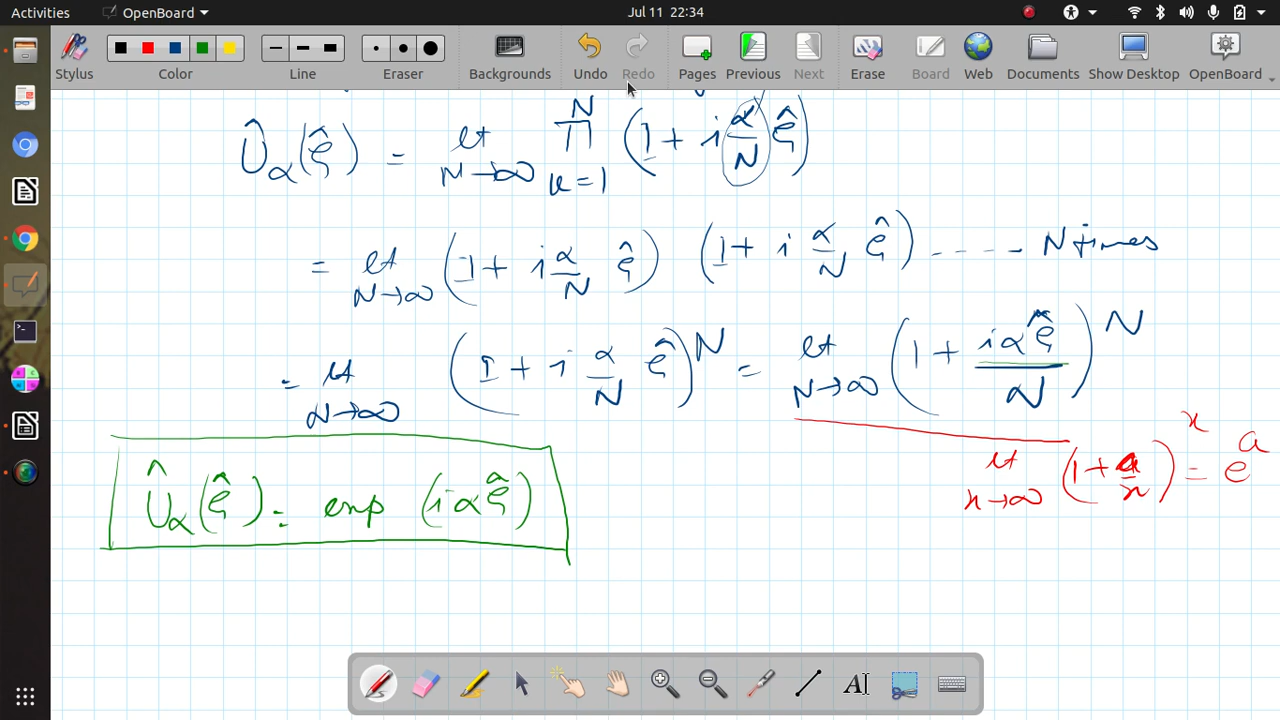 Activities OpenBoard Jul 11 22:34
Stylus Color Line Eraser Backgrounds Undo Redo Pages Previous Next Erase Board Web Documents Show Desktop OpenBoard
Û_α(ξ̂) = lt_{N→∞} ∏_{k=1}^{N} (1 + i α/N ξ̂)
= lt_{N→∞} (1 + i α/N ξ̂) (1 + i α/N ξ̂) ---- N times
= lt_{N→∞} (1 + i α/N ξ̂)^N = lt_{N→∞} (1 + iαξ̂/N)^N
lt_{x→∞} (1 + a/x)^x = e^a
Û_α(ξ̂) = exp (iαξ̂)